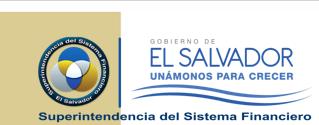 Superintendencia del Sistema Financiero
El Salvador
GOBIERNO DE
EL SALVADOR
UNÁMONOS PARA CRECER
Superintendencia del Sistema Financiero